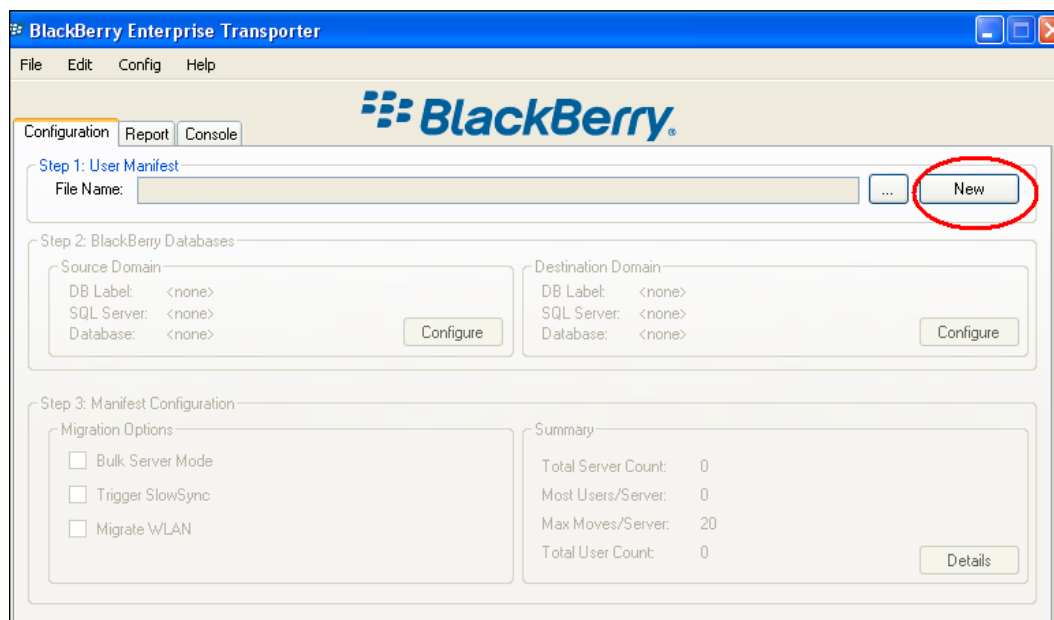 BlackBerry Enterprise Transporter
File Edit Config Help
BlackBerry
Configuration Report Console
Step 1: User Manifest
File Name: ... New
Step 2: BlackBerry Databases
Source Domain Destination Domain
DB Label: <none> DB Label: <none>
SQL Server: <none> SQL Server: <none>
Database: <none> Configure Database: <none> Configure
Step 3: Manifest Configuration
Migration Options Summary
Bulk Server Mode Total Server Count: 0
Trigger SlowSync Most Users/Server: 0
Migrate WLAN Max Moves/Server: 20
Total User Count: 0
Details